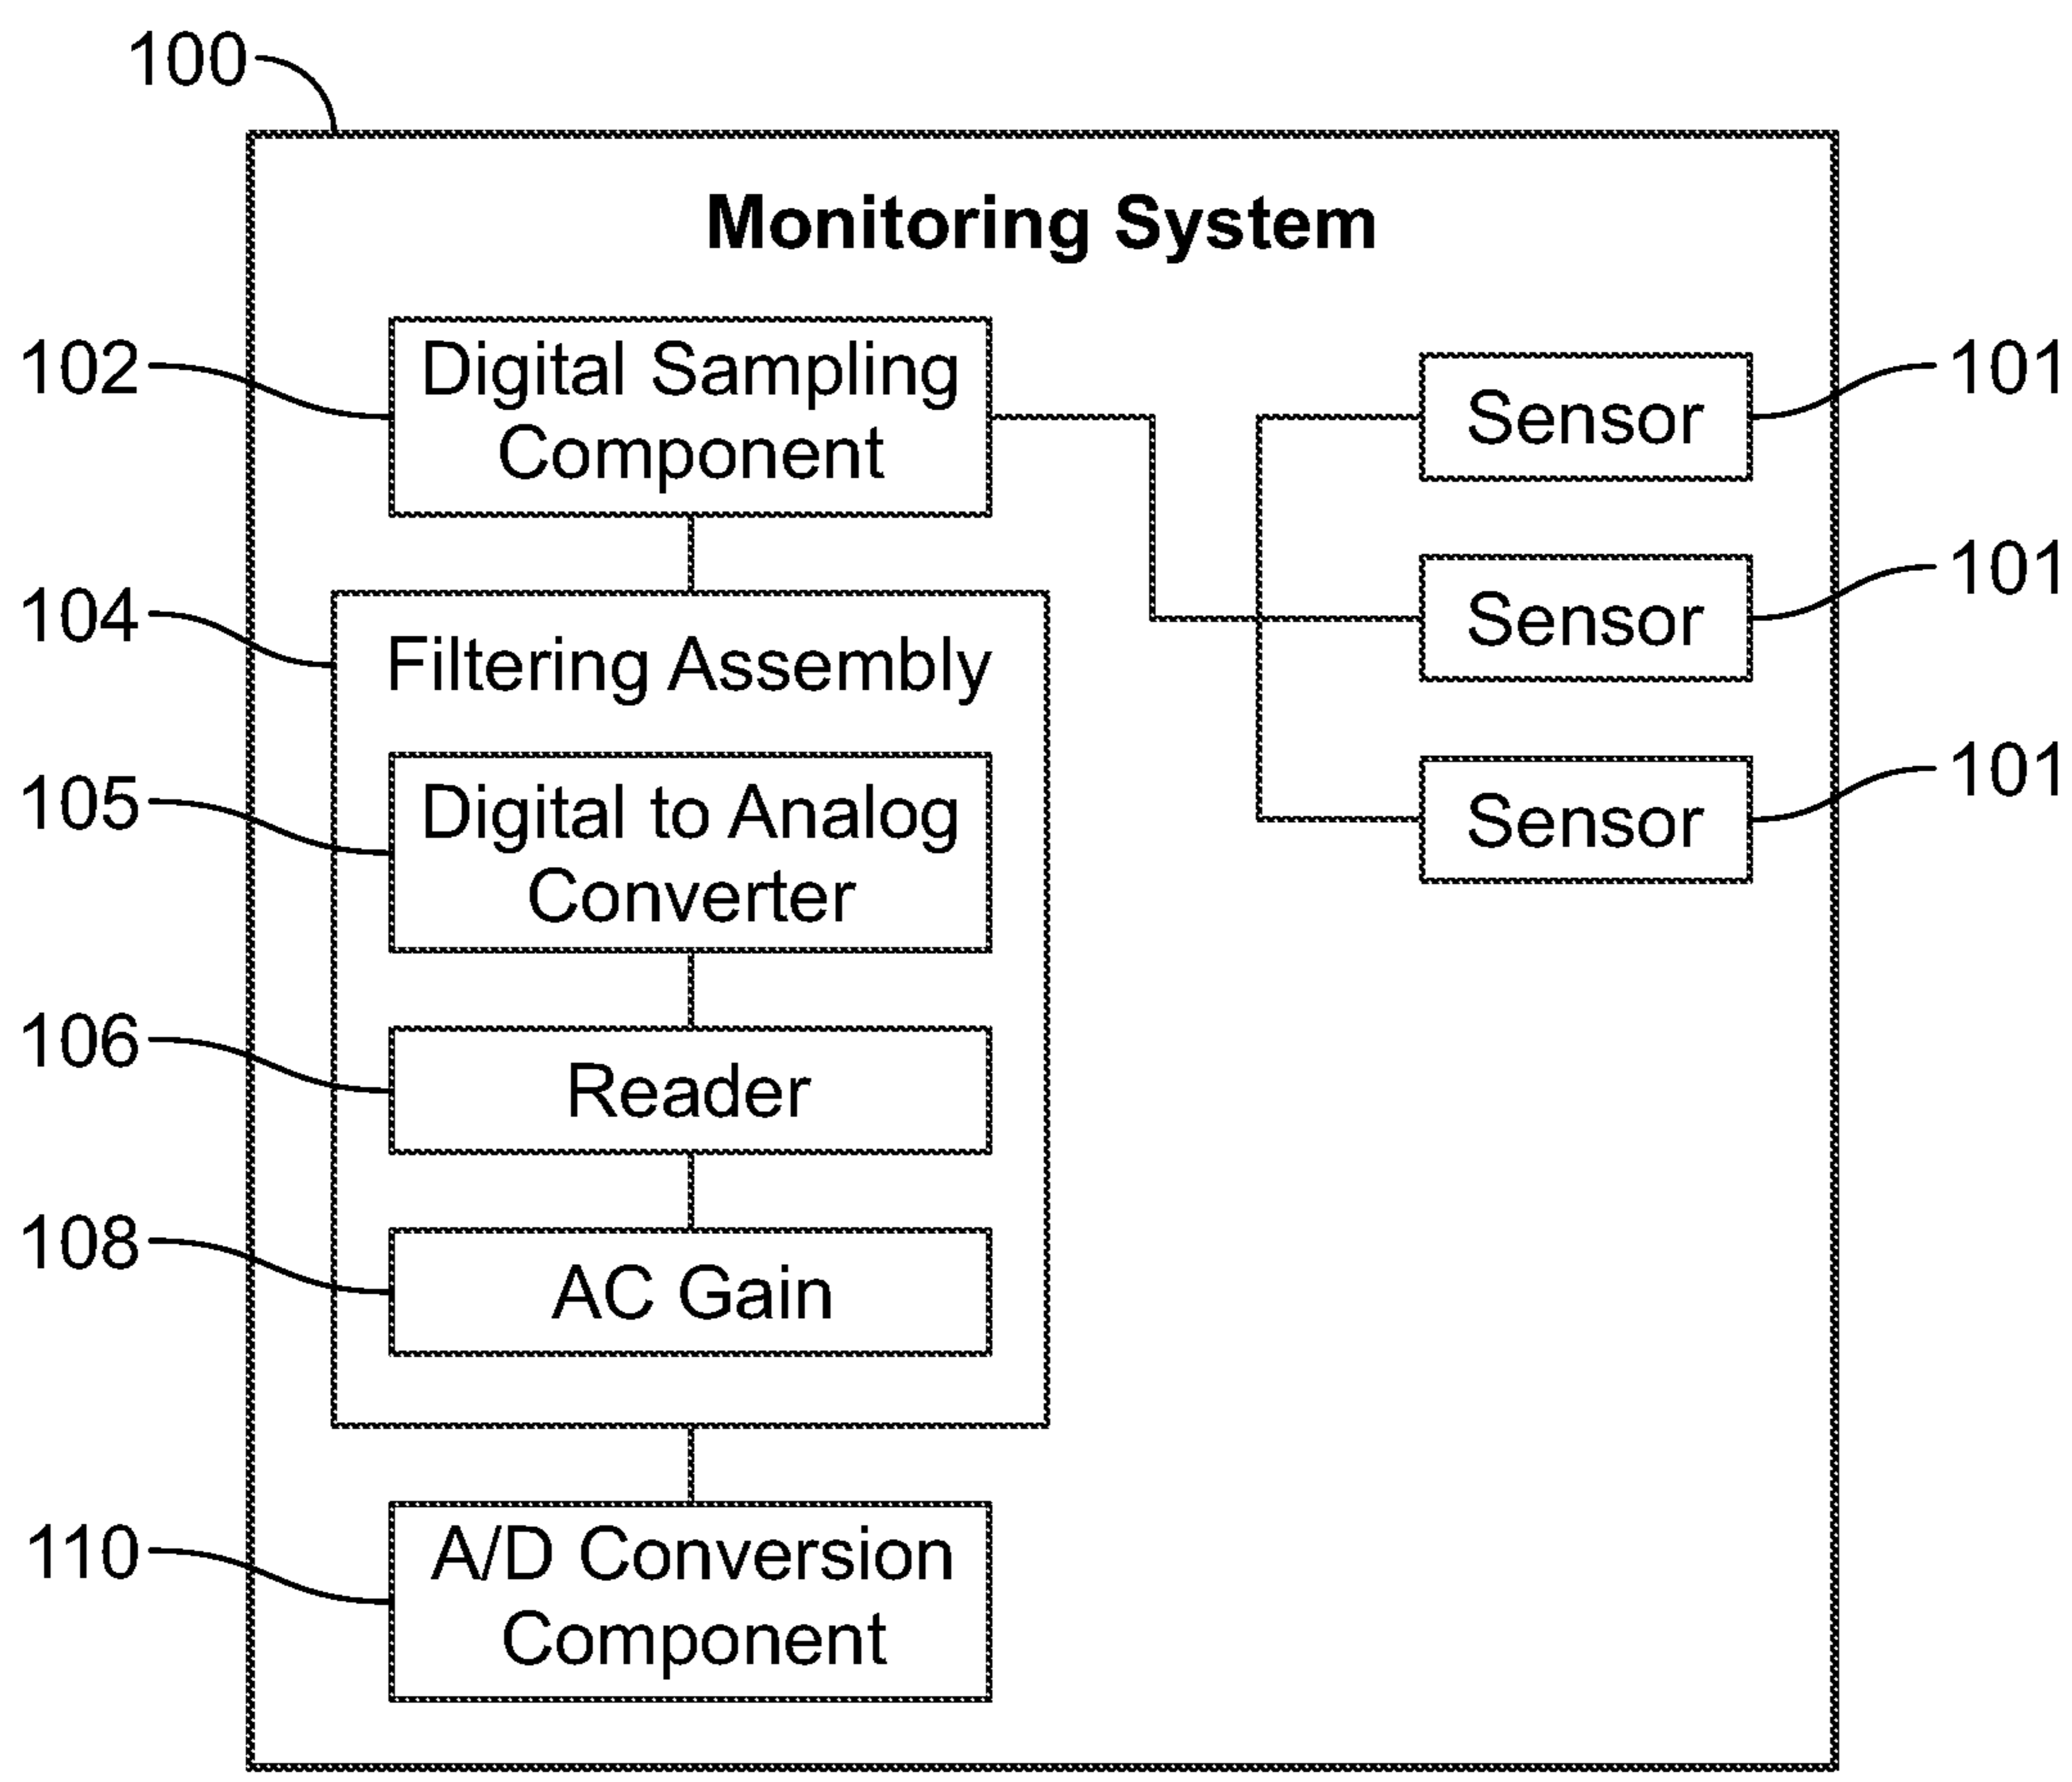 100
Monitoring System
102
Digital Sampling
Component
Sensor
101
Sensor
101
Sensor
101
104
Filtering Assembly
105
Digital to Analog
Converter
106
Reader
108
AC Gain
110
A/D Conversion
Component